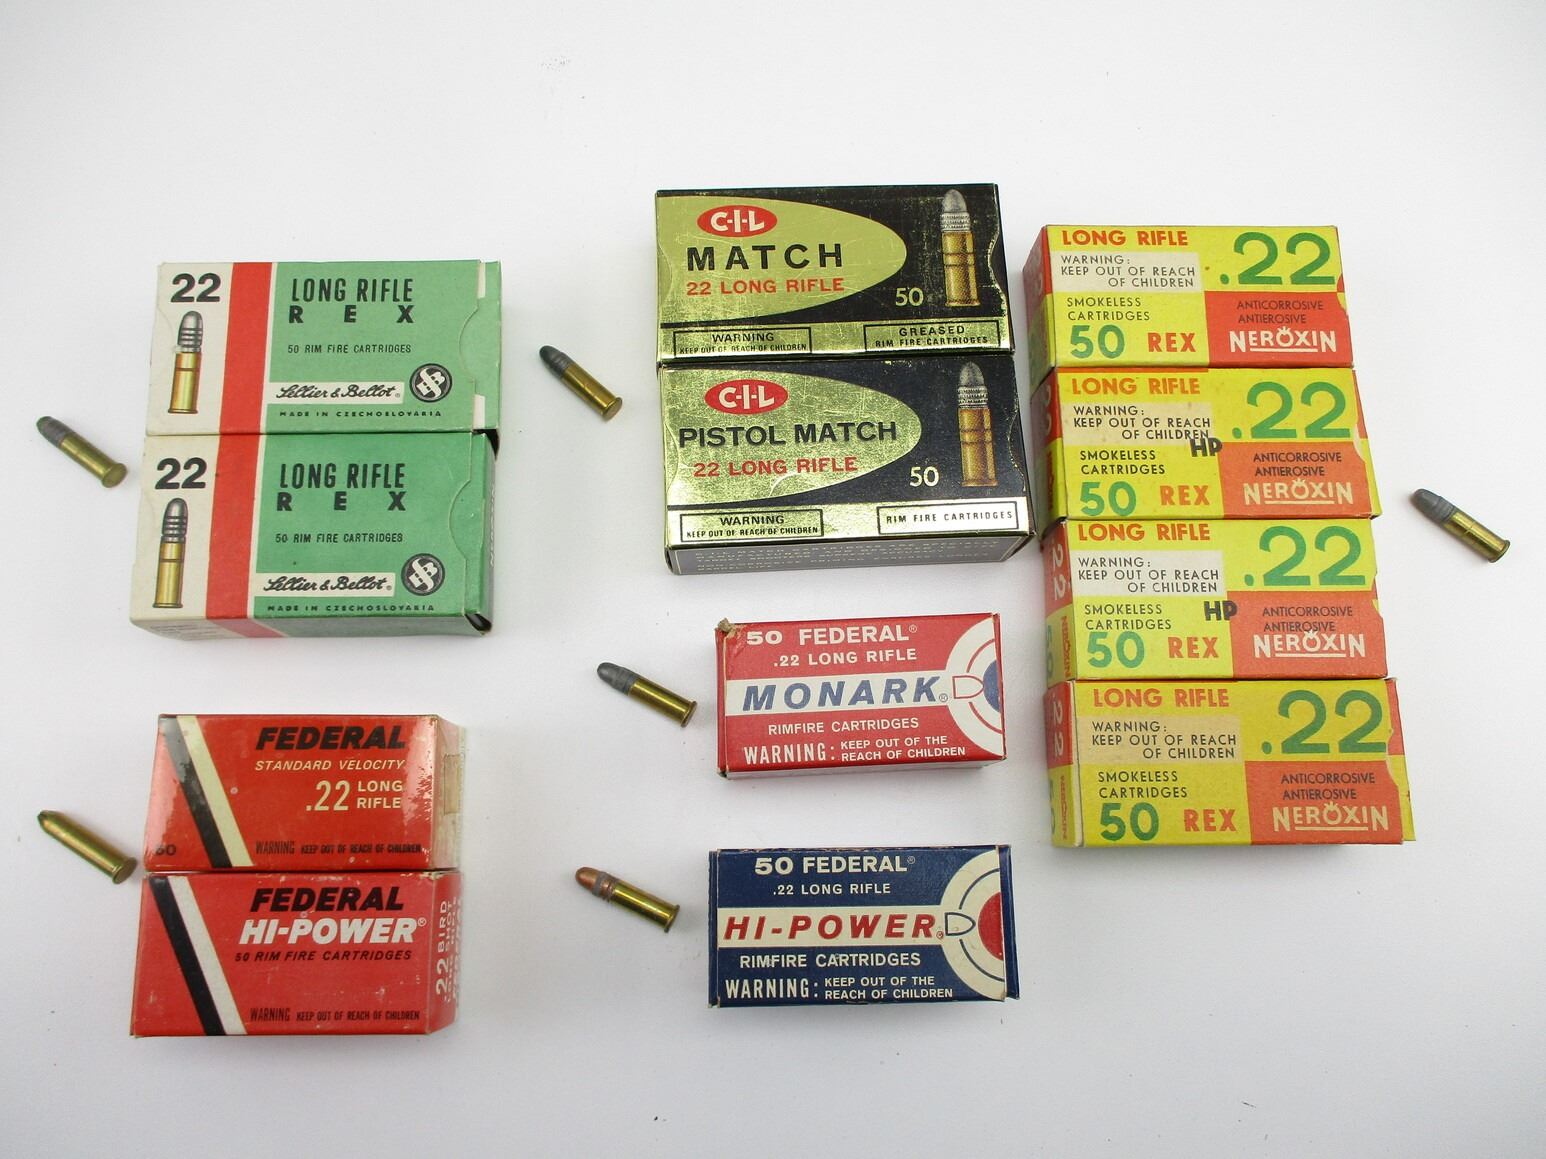 22
LONG RIFLE
REX
50 RIM FIRE CARTRIDGES
Sellier & Bellot®
MADE IN CZECHOSLOVAKIA
22
LONG RIFLE
REX
50 RIM FIRE CARTRIDGES
Sellier & Bellot®
MADE IN CZECHOSLOVAKIA
FEDERAL
STANDARD VELOCITY
.22 LONG
RIFLE
50
WARNING KEEP OUT OF REACH OF CHILDREN
FEDERAL
HI-POWER®
50 RIM FIRE CARTRIDGES
WARNING KEEP OUT OF REACH OF CHILDREN
.22 BIRD
C-I-L
MATCH
22 LONG RIFLE
50
WARNING
KEEP OUT OF REACH OF CHILDREN
GREASED
RIM FIRE CARTRIDGES
C-I-L
PISTOL MATCH
22 LONG RIFLE
50
WARNING
KEEP OUT OF REACH OF CHILDREN
RIM FIRE CARTRIDGES
50 FEDERAL®
.22 LONG RIFLE
MONARK®
RIMFIRE CARTRIDGES
WARNING: KEEP OUT OF THE
REACH OF CHILDREN
50 FEDERAL®
.22 LONG RIFLE
HI-POWER®
RIMFIRE CARTRIDGES
WARNING: KEEP OUT OF THE
REACH OF CHILDREN
LONG RIFLE
.22
WARNING:
KEEP OUT OF REACH
OF CHILDREN
SMOKELESS
CARTRIDGES
50 REX
ANTICORROSIVE
ANTIEROSIVE
NEROXIN
LONG RIFLE
.22
WARNING:
KEEP OUT OF REACH
OF CHILDREN
HP
SMOKELESS
CARTRIDGES
50 REX
ANTICORROSIVE
ANTIEROSIVE
NEROXIN
22
LONG RIFLE
.22
WARNING:
KEEP OUT OF REACH
OF CHILDREN
SMOKELESS
CARTRIDGES
HP
50 REX
ANTICORROSIVE
ANTIEROSIVE
NEROXIN
NEROXIN
22
LONG RIFLE
.22
WARNING:
KEEP OUT OF REACH
OF CHILDREN
SMOKELESS
CARTRIDGES
50 REX
ANTICORROSIVE
ANTIEROSIVE
NEROXIN
NEROXIN